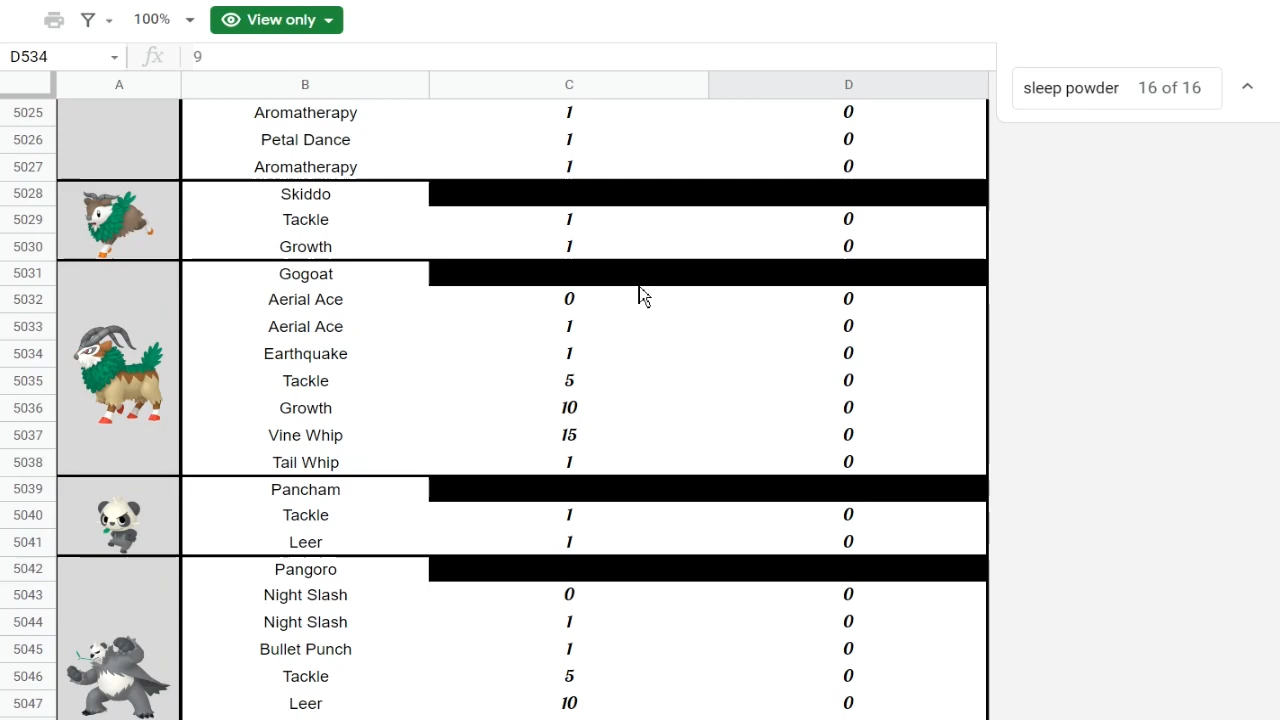 100% View only
D534 fx 9
sleep powder 16 of 16
A B C D
5025 Aromatherapy 1 0
5026 Petal Dance 1 0
5027 Aromatherapy 1 0
5028 Skiddo
5029 Tackle 1 0
5030 Growth 1 0
5031 Gogoat
5032 Aerial Ace 0 0
5033 Aerial Ace 1 0
5034 Earthquake 1 0
5035 Tackle 5 0
5036 Growth 10 0
5037 Vine Whip 15 0
5038 Tail Whip 1 0
5039 Pancham
5040 Tackle 1 0
5041 Leer 1 0
5042 Pangoro
5043 Night Slash 0 0
5044 Night Slash 1 0
5045 Bullet Punch 1 0
5046 Tackle 5 0
5047 Leer 10 0